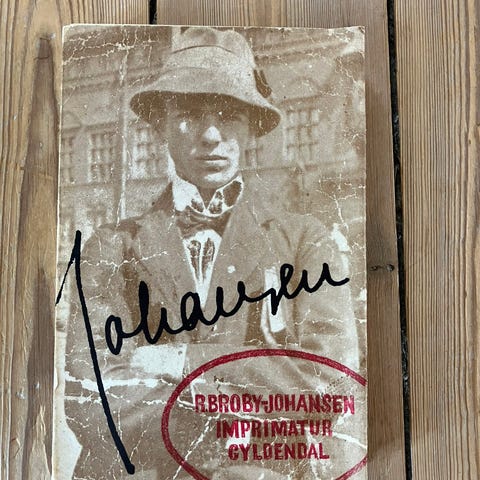 Johansen
R.BROBY-JOHANSEN
IMPRIMATUR
GYLDENDAL